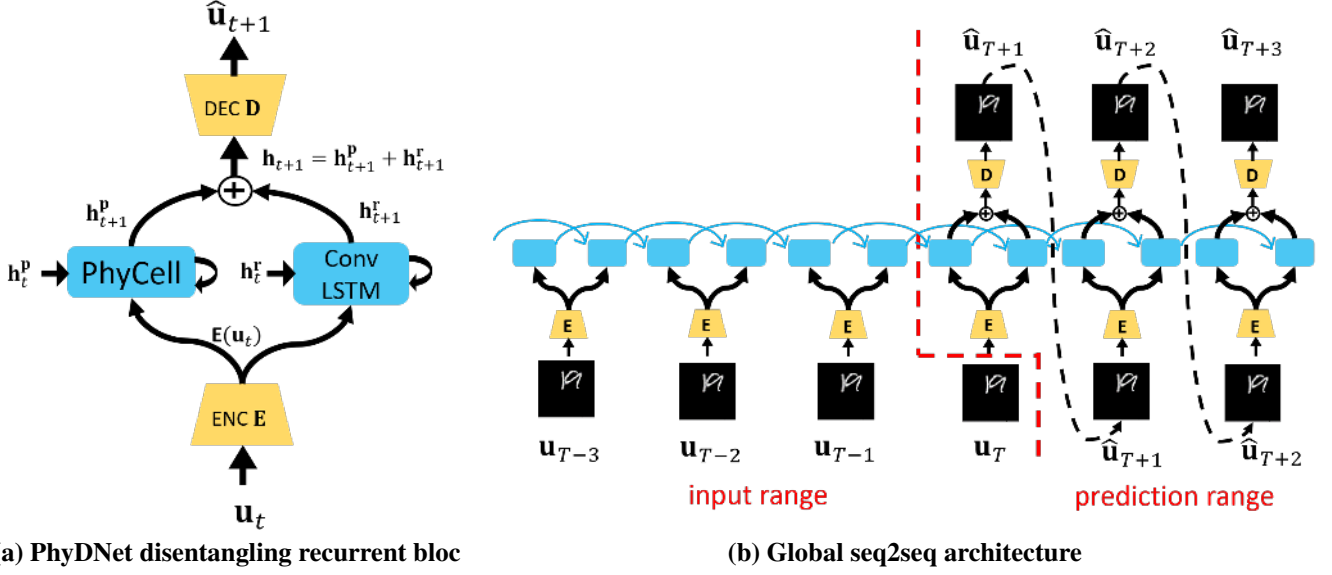 û_{t+1}
DEC D
h_{t+1} = h^p_{t+1} + h^r_{t+1}
h^p_{t+1}
h^r_{t+1}
h^p_t
PhyCell
h^r_t
Conv
LSTM
E(u_t)
ENC E
u_t
(a) PhyDNet disentangling recurrent bloc
û_{T+1} û_{T+2} û_{T+3}
D D D
E E E E E E
u_{T−3} u_{T−2} u_{T−1} u_T û_{T+1} û_{T+2}
input range prediction range
(b) Global seq2seq architecture